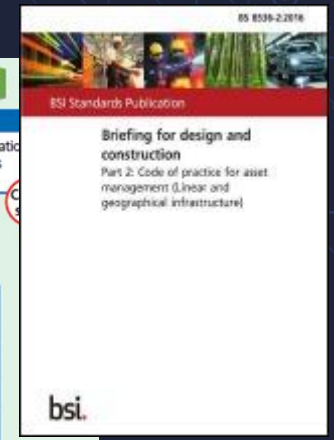 BS 8536-2:2016
BSI Standards Publication
Briefing for design and
construction
Part 2: Code of practice for asset
management (Linear and
geographical infrastructure)
bsi.